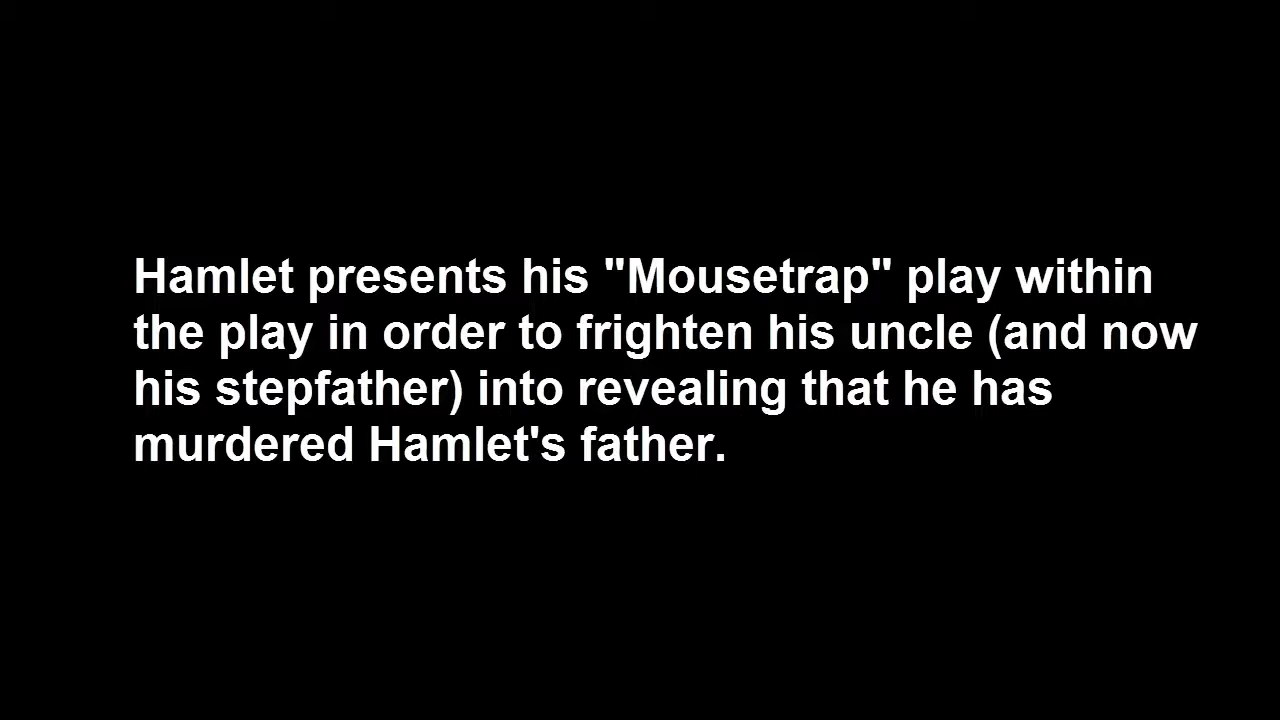 Hamlet presents his "Mousetrap" play within
the play in order to frighten his uncle (and now
his stepfather) into revealing that he has
murdered Hamlet's father.